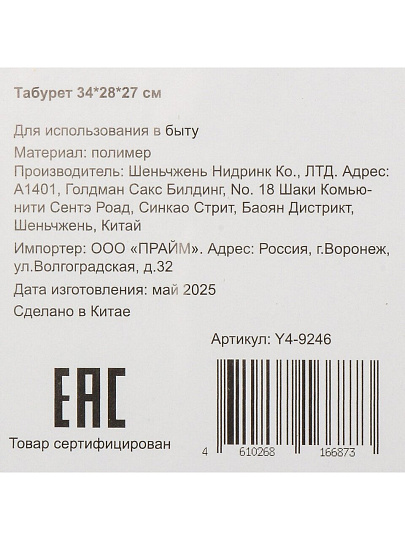 Табурет 34*28*27 см
Для использования в быту
Материал: полимер
Производитель: Шеньчжень Нидринк Ко., ЛТД. Адрес:
А1401, Голдман Сакс Билдинг, No. 18 Шаки Комью-
нити Сентэ Роад, Синкао Стрит, Баоян Дистрикт,
Шеньчжень, Китай
Импортер: ООО «ПРАЙМ». Адрес: Россия, г.Воронеж,
ул.Волгоградская, д.32
Дата изготовления: май 2025
Сделано в Китае
Артикул: Y4-9246
EAC
Товар сертифицирован
4 610268 166873